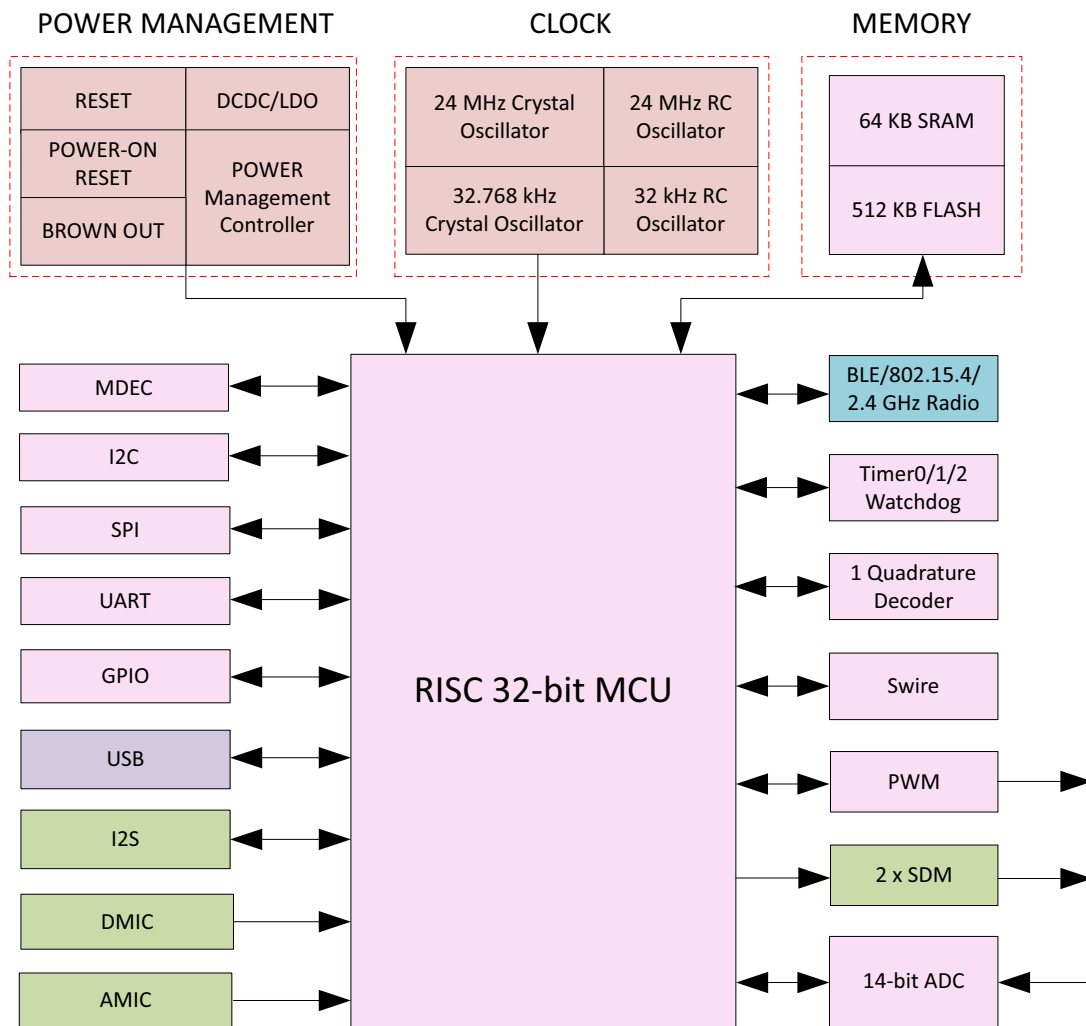 POWER MANAGEMENT
CLOCK
MEMORY
RESET
DCDC/LDO
POWER-ON
RESET
POWER
Management
Controller
BROWN OUT
24 MHz Crystal
Oscillator
24 MHz RC
Oscillator
32.768 kHz
Crystal Oscillator
32 kHz RC
Oscillator
64 KB SRAM
512 KB FLASH
MDEC
I2C
SPI
UART
GPIO
USB
I2S
DMIC
AMIC
RISC 32-bit MCU
BLE/802.15.4/
2.4 GHz Radio
Timer0/1/2
Watchdog
1 Quadrature
Decoder
Swire
PWM
2 x SDM
14-bit ADC